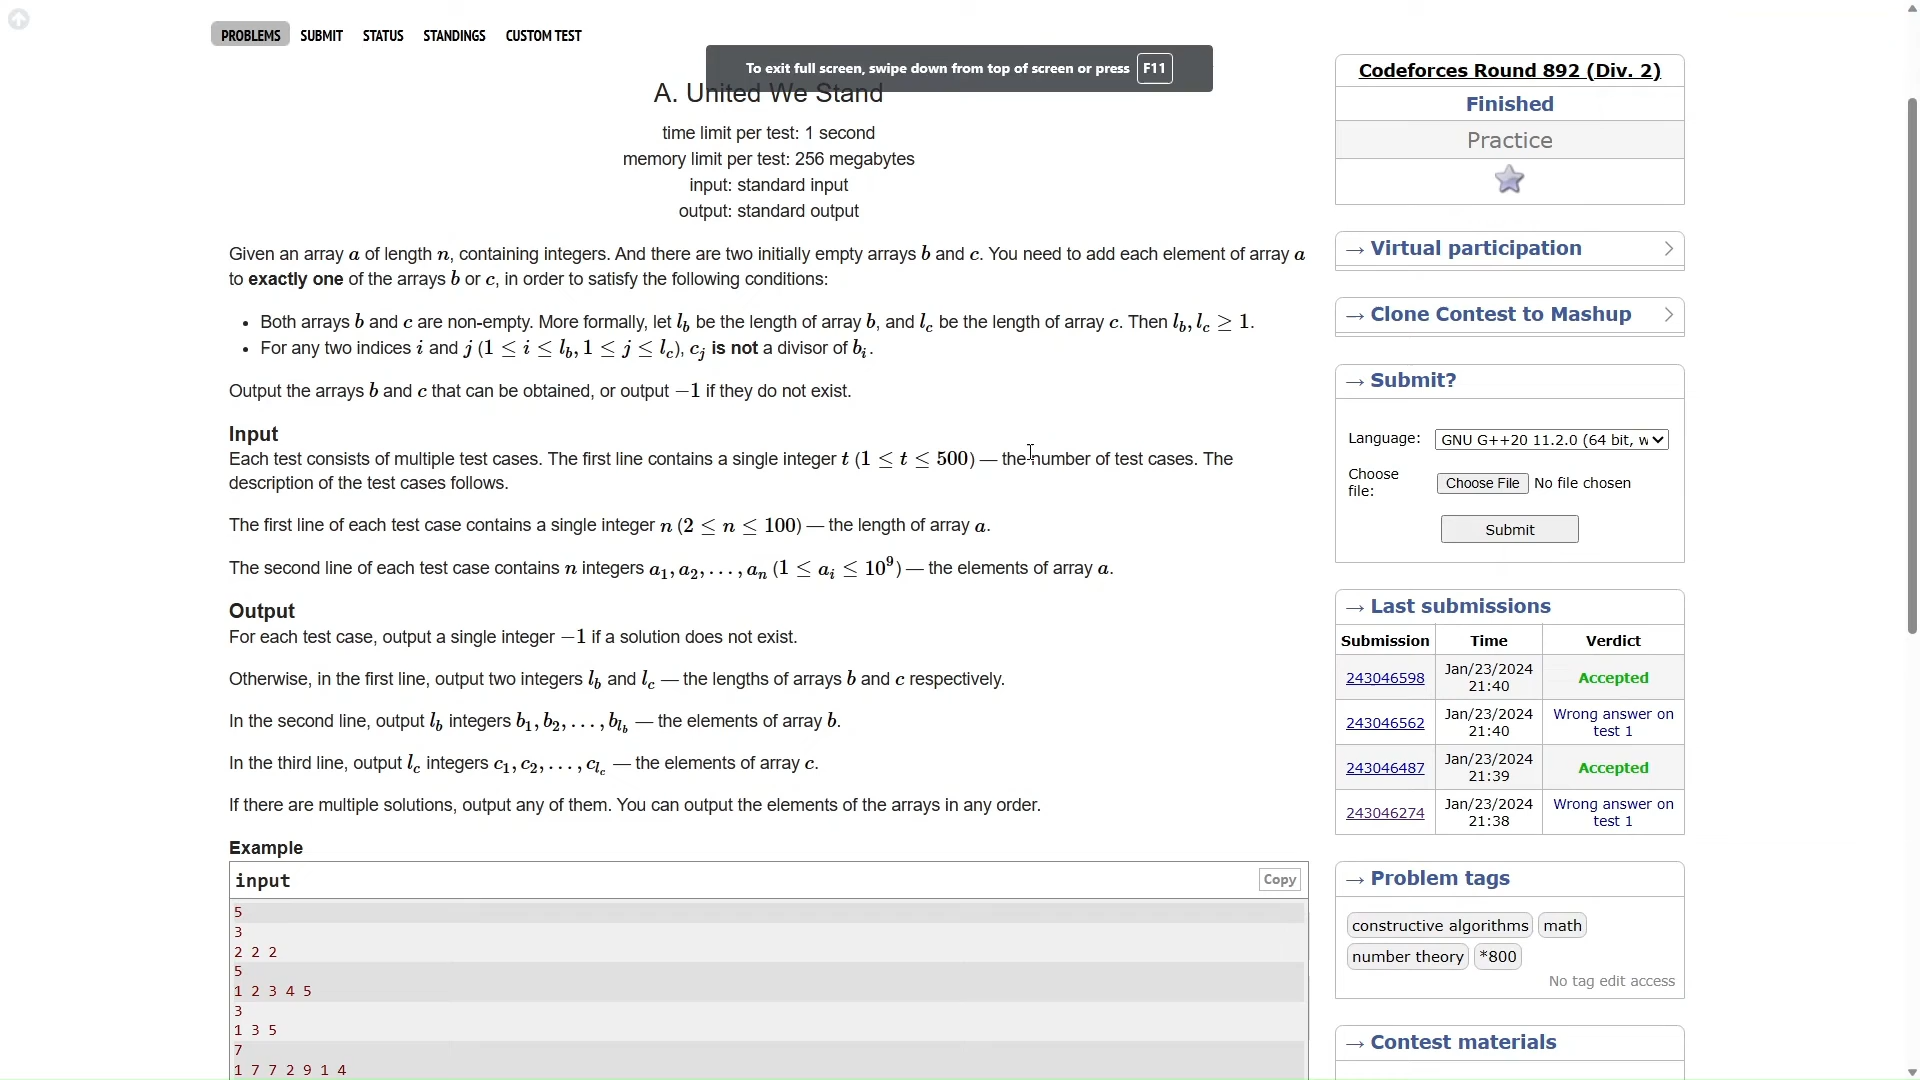 PROBLEMS SUBMIT STATUS STANDINGS CUSTOM TEST
To exit full screen, swipe down from top of screen or press F11
A. United We Stand
time limit per test: 1 second
memory limit per test: 256 megabytes
input: standard input
output: standard output
Given an array a of length n, containing integers. And there are two initially empty arrays b and c. You need to add each element of array a
to exactly one of the arrays b or c, in order to satisfy the following conditions:
• Both arrays b and c are non-empty. More formally, let l_b be the length of array b, and l_c be the length of array c. Then l_b, l_c ≥ 1.
• For any two indices i and j (1 ≤ i ≤ l_b, 1 ≤ j ≤ l_c), c_j is not a divisor of b_i.
Output the arrays b and c that can be obtained, or output −1 if they do not exist.
Input
Each test consists of multiple test cases. The first line contains a single integer t (1 ≤ t ≤ 500) — the number of test cases. The
description of the test cases follows.
The first line of each test case contains a single integer n (2 ≤ n ≤ 100) — the length of array a.
The second line of each test case contains n integers a_1, a_2, . . . , a_n (1 ≤ a_i ≤ 10^9) — the elements of array a.
Output
For each test case, output a single integer −1 if a solution does not exist.
Otherwise, in the first line, output two integers l_b and l_c — the lengths of arrays b and c respectively.
In the second line, output l_b integers b_1, b_2, . . . , b_{l_b} — the elements of array b.
In the third line, output l_c integers c_1, c_2, . . . , c_{l_c} — the elements of array c.
If there are multiple solutions, output any of them. You can output the elements of the arrays in any order.
Example
input Copy
5
3
2 2 2
5
1 2 3 4 5
3
1 3 5
7
1 7 7 2 9 1 4
Codeforces Round 892 (Div. 2)
Finished
Practice
→ Virtual participation
→ Clone Contest to Mashup
→ Submit?
Language: GNU G++20 11.2.0 (64 bit, w
Choose file: Choose File No file chosen
Submit
→ Last submissions
Submission Time Verdict
243046598 Jan/23/2024 21:40 Accepted
243046562 Jan/23/2024 21:40 Wrong answer on test 1
243046487 Jan/23/2024 21:39 Accepted
243046274 Jan/23/2024 21:38 Wrong answer on test 1
→ Problem tags
constructive algorithms math
number theory *800
No tag edit access
→ Contest materials